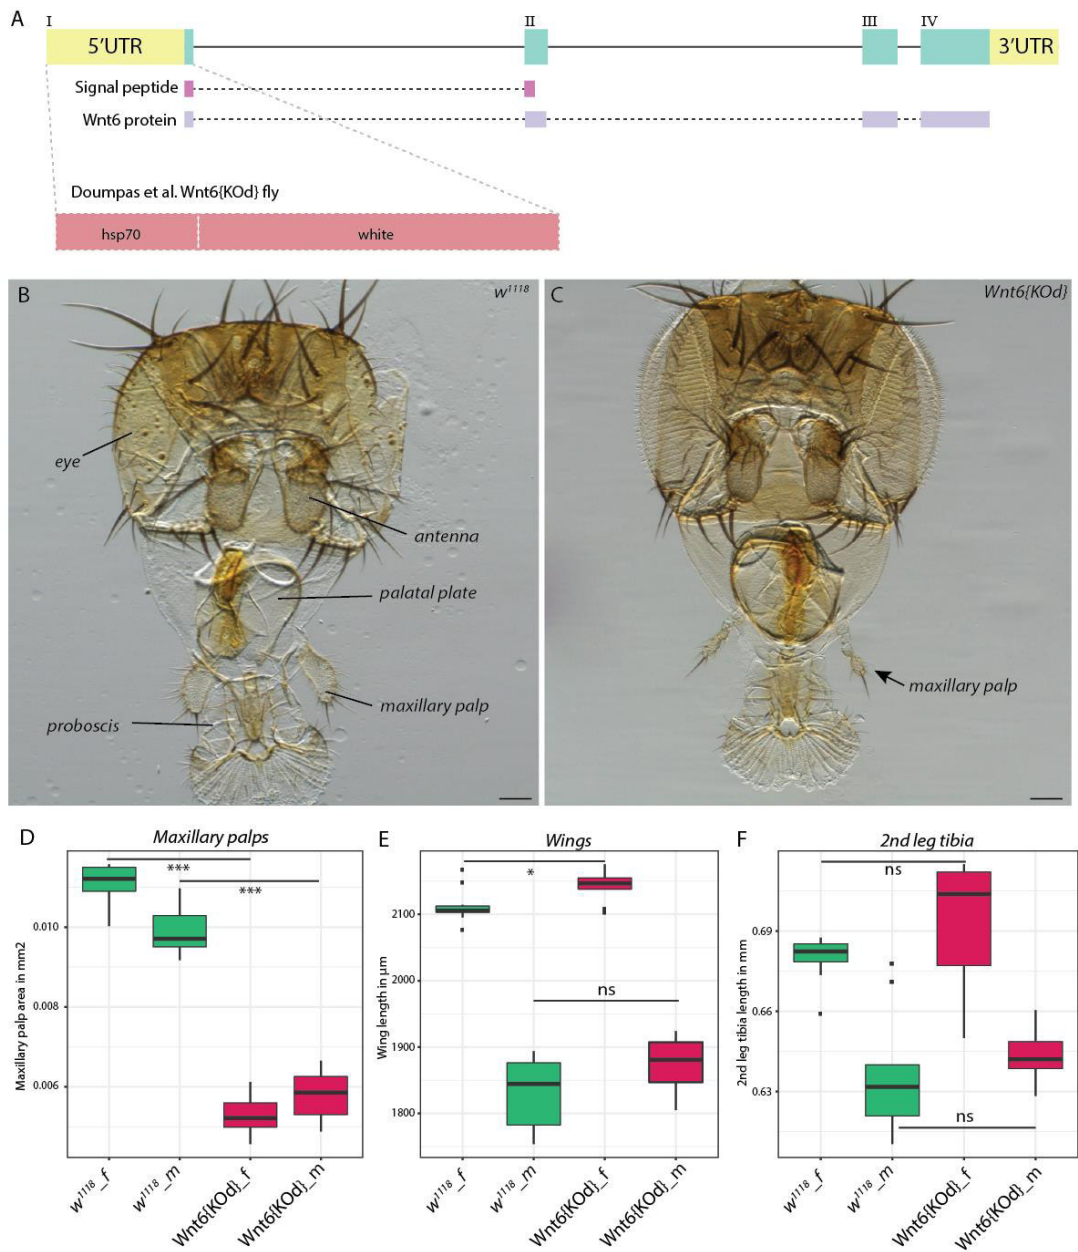 A
I II III IV
5'UTR 3'UTR
Signal peptide
Wnt6 protein
Doumpas et al. Wnt6{KOd} fly
hsp70 white
B w¹¹¹⁸
eye
antenna
palatal plate
maxillary palp
proboscis
C Wnt6{KOd}
maxillary palp
D Maxillary palps
***
***
Maxillary palp area in mm2
0.010
0.008
0.006
w¹¹¹⁸_f w¹¹¹⁸_m Wnt6{KOd}_f Wnt6{KOd}_m
E Wings
*
ns
Wing length in µm
2100
2000
1900
1800
w¹¹¹⁸_f w¹¹¹⁸_m Wnt6{KOd}_f Wnt6{KOd}_m
F 2nd leg tibia
ns
ns
2nd leg tibia length in mm
0.69
0.66
0.63
w¹¹¹⁸_f w¹¹¹⁸_m Wnt6{KOd}_f Wnt6{KOd}_m